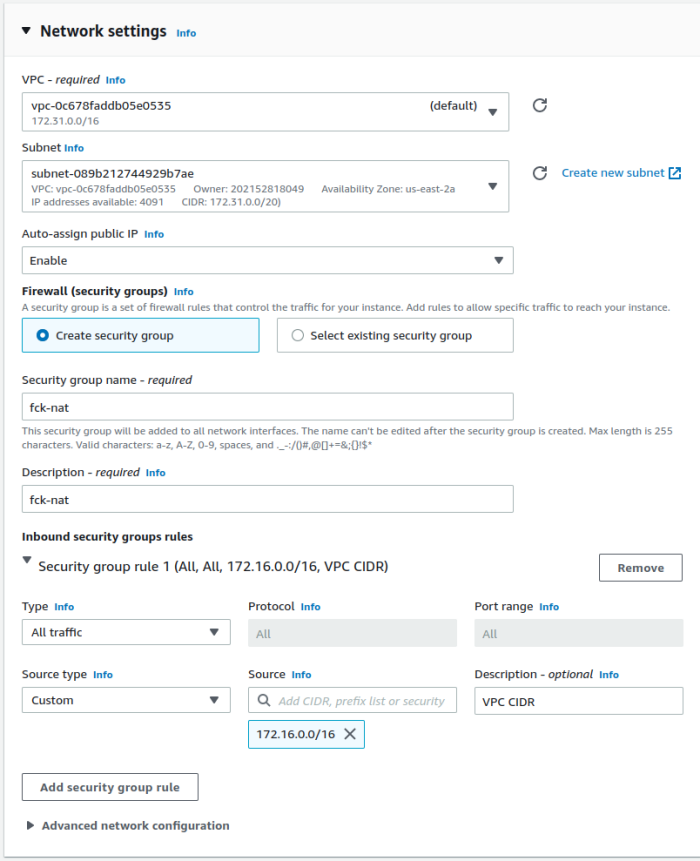 Network settings Info
VPC - required Info
vpc-0c678faddb05e0535 (default)
172.31.0.0/16
Subnet Info
subnet-089b212744929b7ae
VPC: vpc-0c678faddb05e0535 Owner: 202152818049 Availability Zone: us-east-2a
IP addresses available: 4091 CIDR: 172.31.0.0/20)
Create new subnet
Auto-assign public IP Info
Enable
Firewall (security groups) Info
A security group is a set of firewall rules that control the traffic for your instance. Add rules to allow specific traffic to reach your instance.
Create security group
Select existing security group
Security group name - required
fck-nat
This security group will be added to all network interfaces. The name can't be edited after the security group is created. Max length is 255
characters. Valid characters: a-z, A-Z, 0-9, spaces, and ._-:/()#,@[]+=&;{}!$*
Description - required Info
fck-nat
Inbound security groups rules
Security group rule 1 (All, All, 172.16.0.0/16, VPC CIDR)
Remove
Type Info
Protocol Info
Port range Info
All traffic
All
All
Source type Info
Source Info
Description - optional Info
Custom
Add CIDR, prefix list or security
VPC CIDR
172.16.0.0/16
Add security group rule
Advanced network configuration